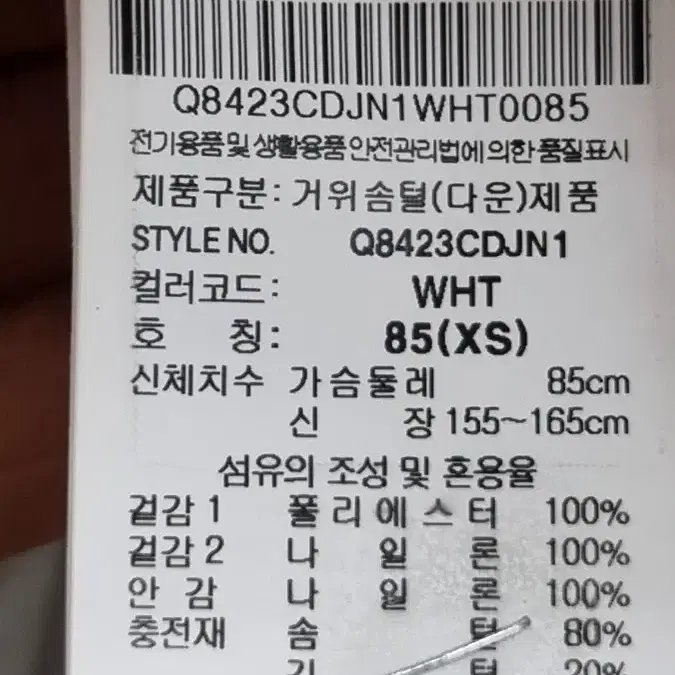 Q8423CDJN1WHT0085
전기용품 및 생활용품 안전관리법에 의한 품질표시
제품구분: 거위솜털(다운)제품
STYLE NO. Q8423CDJN1
컬러코드: WHT
호 칭: 85(XS)
신체치수 가슴둘레 85cm
신 장 155~165cm
섬유의 조성 및 혼용율
겉감 1 폴리에스터 100%
겉감 2 나 일 론 100%
안 감 나 일 론 100%
충전재 솜 털 80%
깃 털 20%